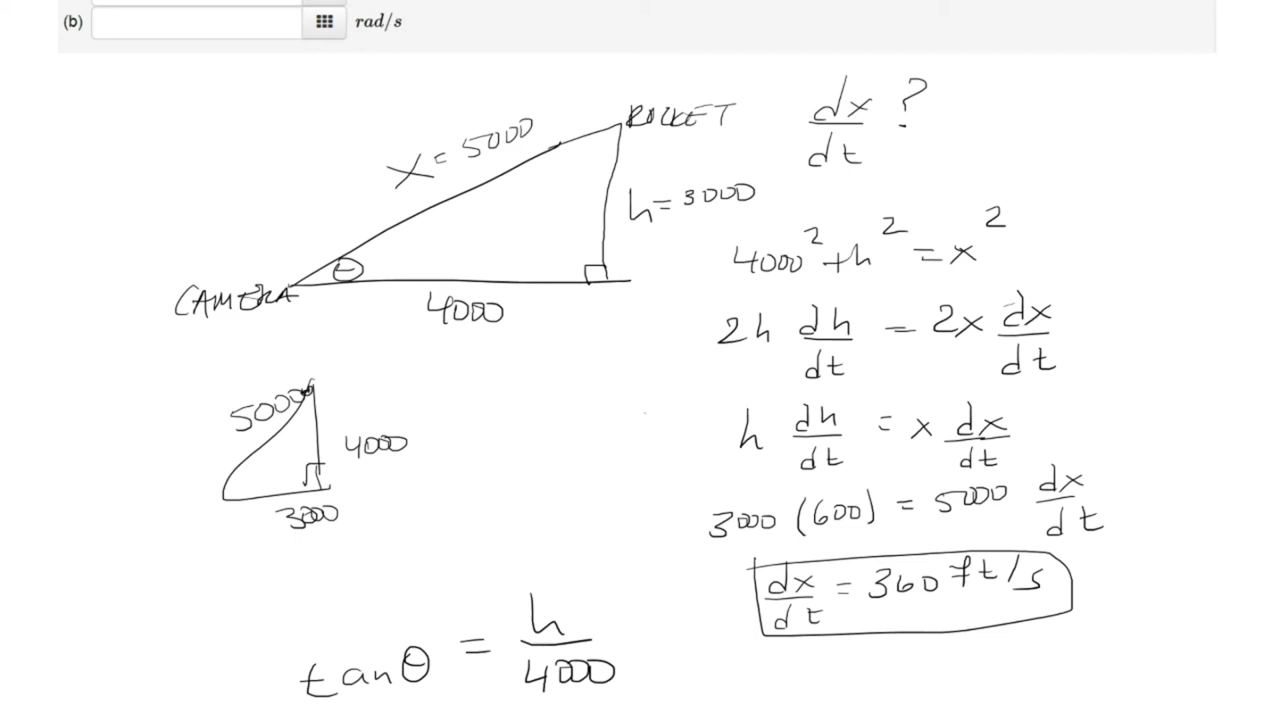 (b) rad/s
ROCKET
x = 5000
h = 3000
θ
CAMERA
4000
5000
4000
3000
tanθ = h/4000
dx/dt ?
4000² + h² = x²
2h dh/dt = 2x dx/dt
h dh/dt = x dx/dt
3000 (600) = 5000 dx/dt
dx/dt = 360 ft/s